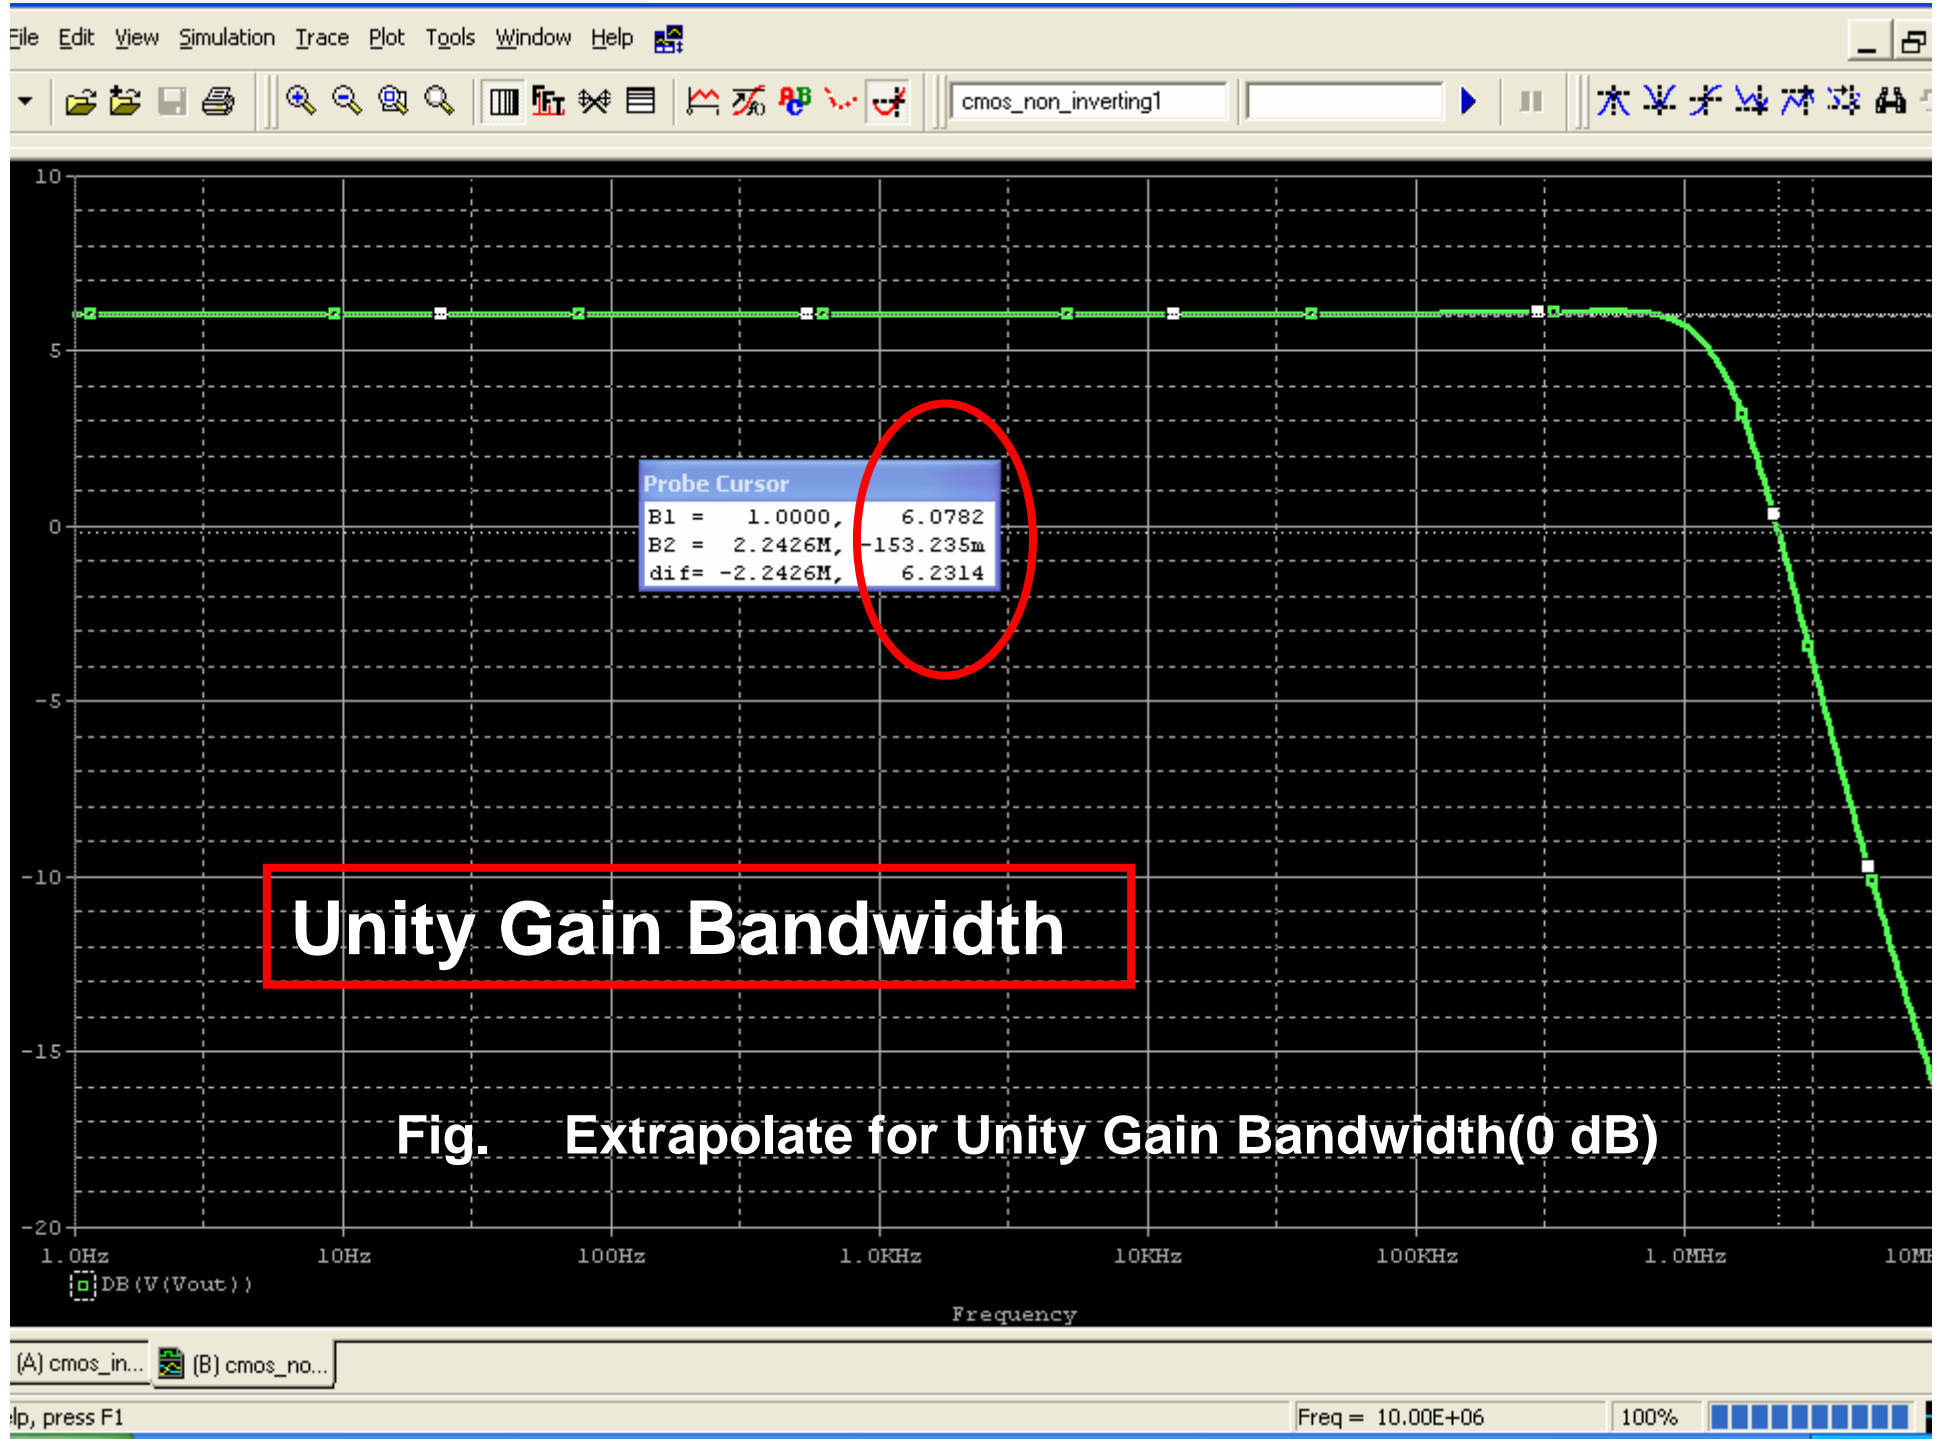 File Edit View Simulation Trace Plot Tools Window Help
cmos_non_inverting1
10
5
0
-5
-10
-15
-20
Probe Cursor
B1 = 1.0000, 6.0782
B2 = 2.2426M, -153.235m
dif= -2.2426M, 6.2314
Unity Gain Bandwidth
Fig. Extrapolate for Unity Gain Bandwidth(0 dB)
1.0Hz 10Hz 100Hz 1.0KHz 10KHz 100KHz 1.0MHz 10MH
DB(V(Vout))
Frequency
(A) cmos_in... (B) cmos_no...
elp, press F1 Freq = 10.00E+06 100%